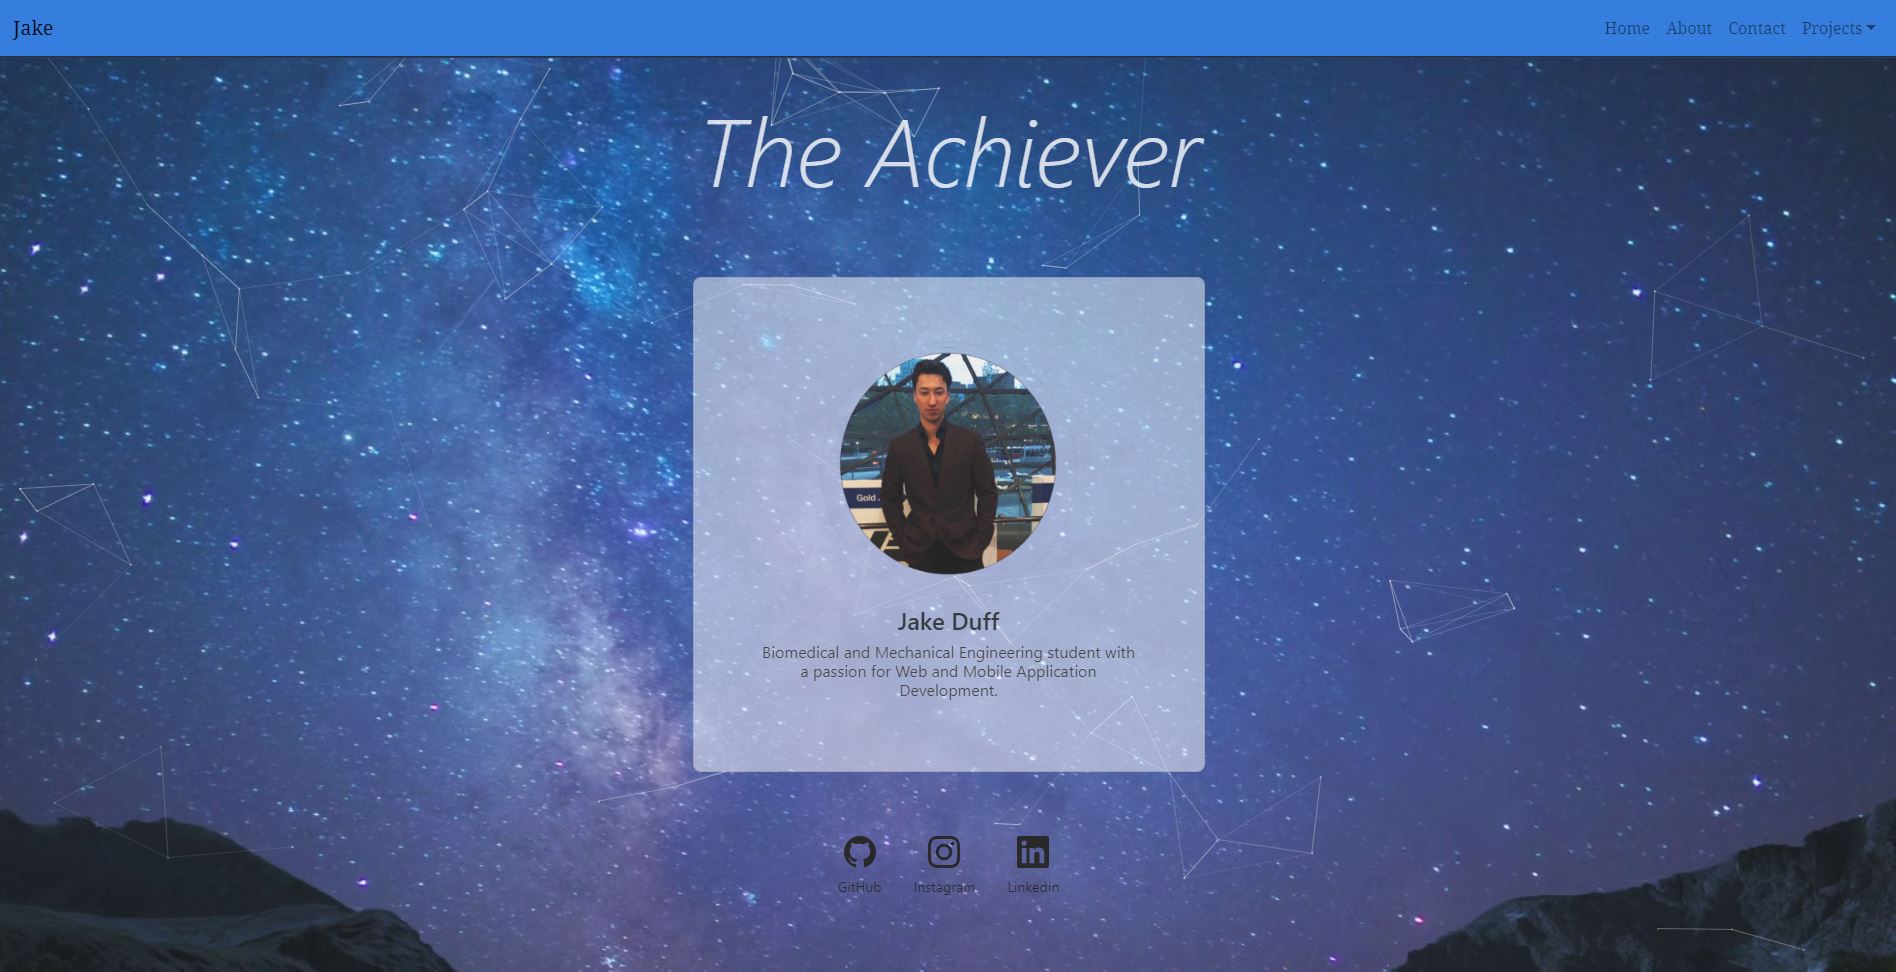 Jake
Home About Contact Projects
The Achiever
Gold
Jake Duff
Biomedical and Mechanical Engineering student with
a passion for Web and Mobile Application
Development.
GitHub Instagram Linkedin